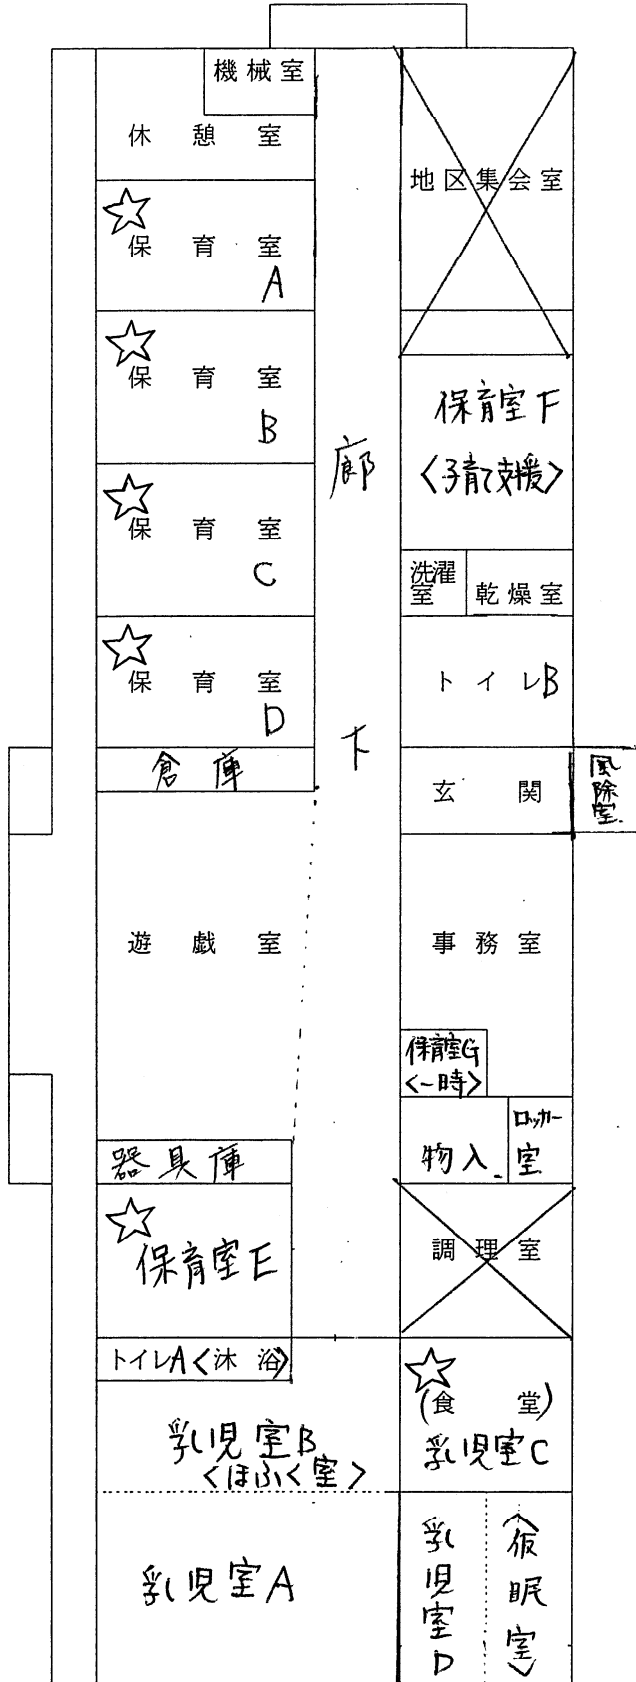 機械室
休憩室
地区集会室
☆
保育室
A
☆
保育室
B
保育室F
〈子育て支援〉
廊下
☆
保育室
C
洗濯室
乾燥室
☆
保育室
D
トイレB
倉庫
玄関
風除室
遊戯室
事務室
保育室G
〈一時〉
物入
ロッカー室
器具庫
☆
保育室E
調理室
トイレA〈沐浴〉
☆
(食堂)
乳児室C
乳児室B
〈ほふく室〉
乳児室A
乳児室D
〈仮眠室〉